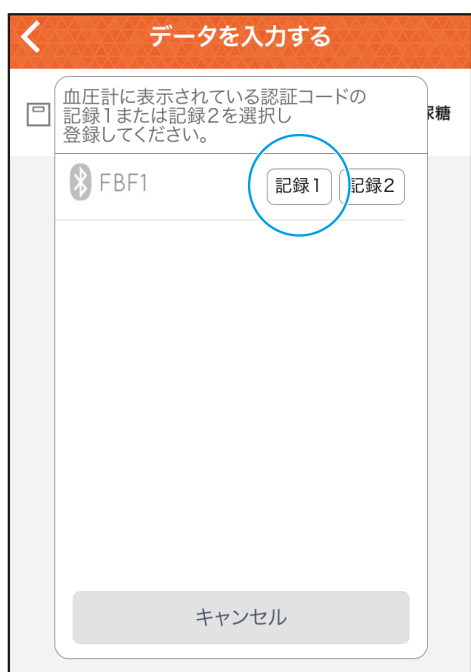 データを入力する
血圧計に表示されている認証コードの
記録1または記録2を選択し
登録してください。
尿糖
FBF1 記録1 記録2
キャンセル